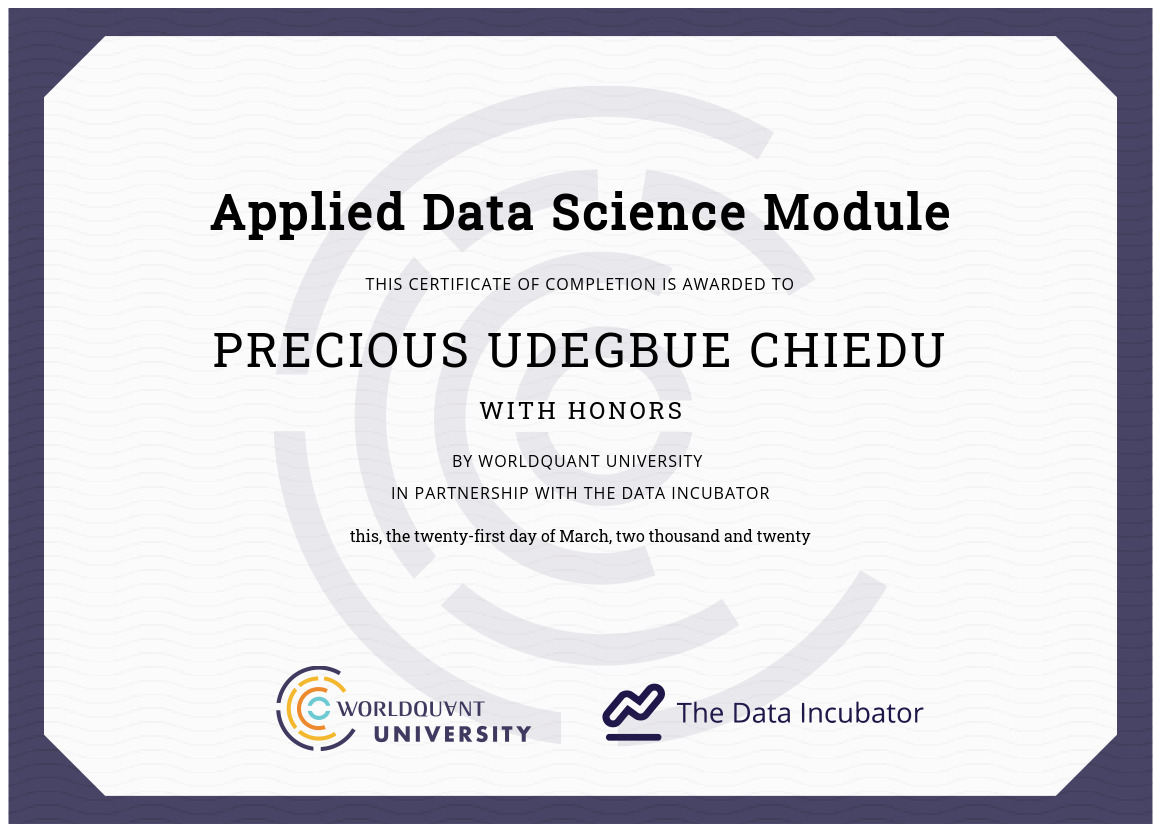 Applied Data Science Module
THIS CERTIFICATE OF COMPLETION IS AWARDED TO
PRECIOUS UDEGBUE CHIEDU
WITH HONORS
BY WORLDQUANT UNIVERSITY
IN PARTNERSHIP WITH THE DATA INCUBATOR
this, the twenty-first day of March, two thousand and twenty
WORLDQUANT
UNIVERSITY
The Data Incubator